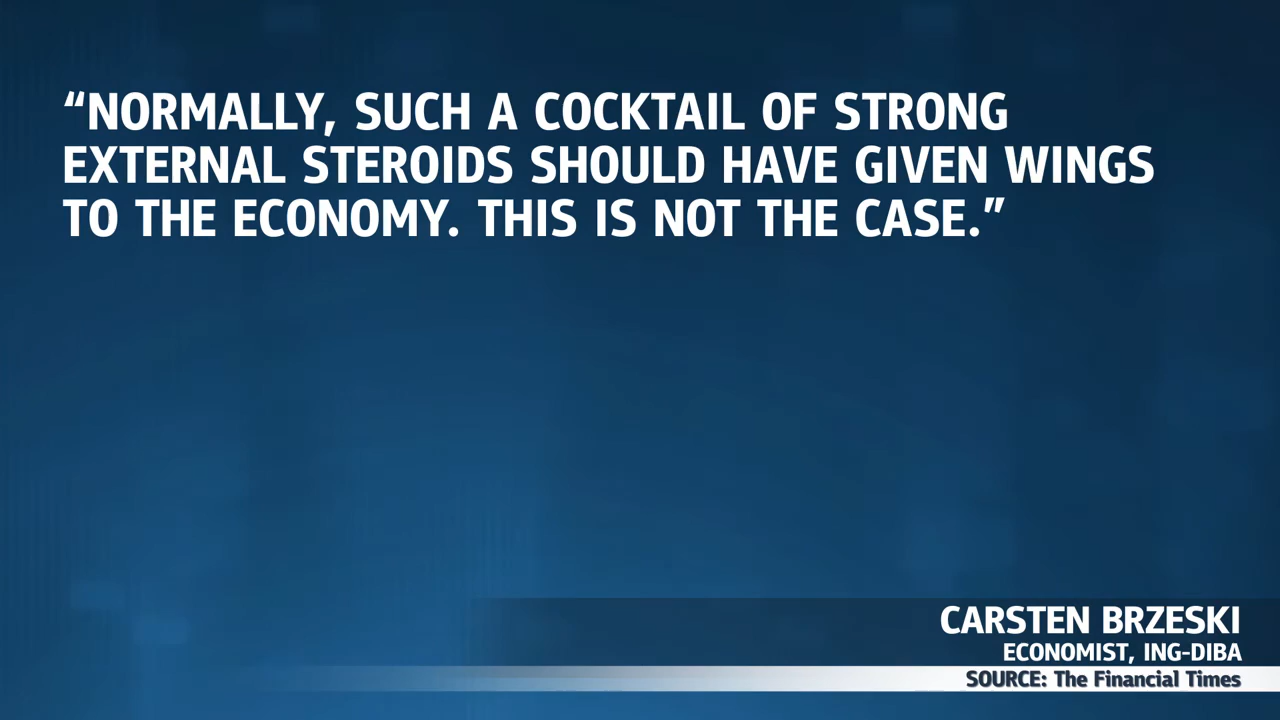 “NORMALLY, SUCH A COCKTAIL OF STRONG
EXTERNAL STEROIDS SHOULD HAVE GIVEN WINGS
TO THE ECONOMY. THIS IS NOT THE CASE.”
CARSTEN BRZESKI
ECONOMIST, ING-DIBA
SOURCE: The Financial Times